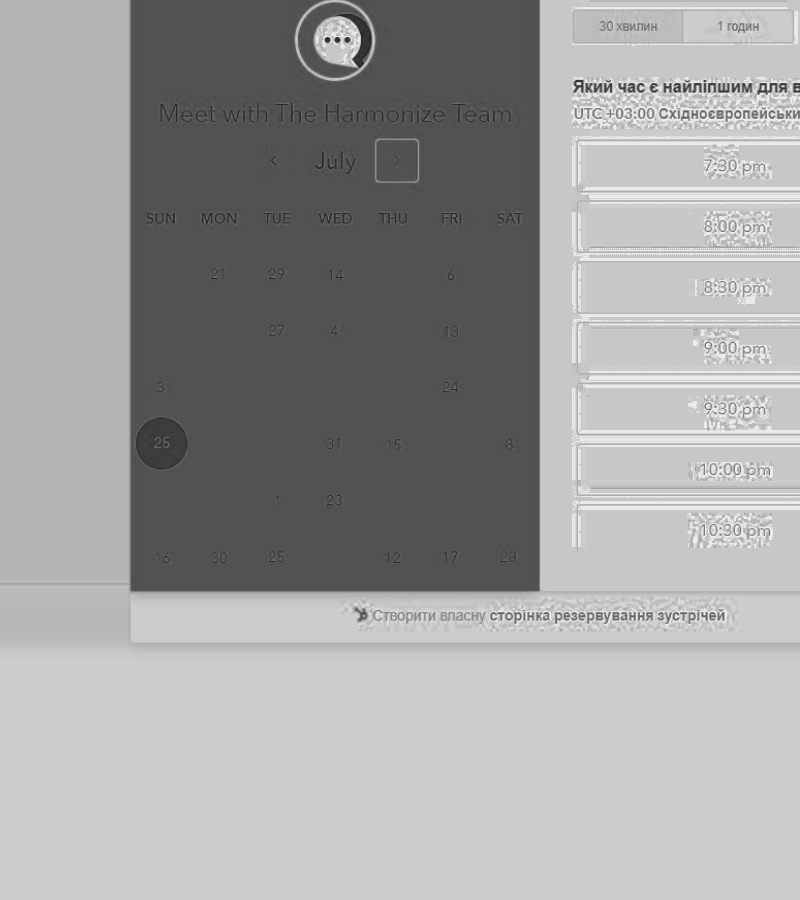 Meet with The Harmonize Team
July
SUN MON TUE WED THU FRI SAT
21 29 14 6
27 4 13
3 24
25 31 15 8
1 23
16 30 25 12 17 29
30 хвилин 1 годин
Який час є найліпшим для в
UTC +03:00 Східноєвропейськи
7:30 pm
8:00 pm
8:30 pm
9:00 pm
9:30 pm
10:00 pm
10:30 pm
Створити власну сторінка резервування зустрічей